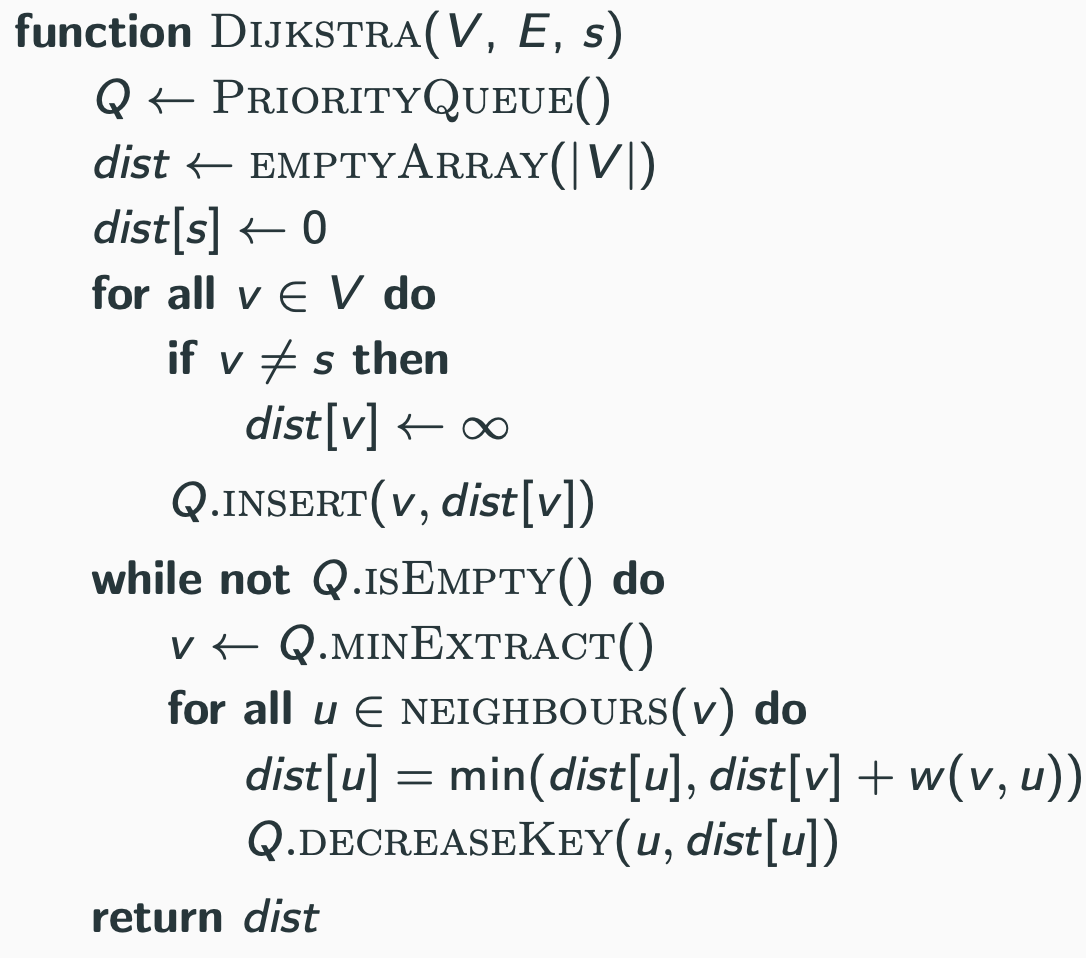 function Dijkstra(V, E, s)
Q ← PriorityQueue()
dist ← emptyArray(|V|)
dist[s] ← 0
for all v ∈ V do
if v ≠ s then
dist[v] ← ∞
Q.insert(v, dist[v])
while not Q.isEmpty() do
v ← Q.minExtract()
for all u ∈ neighbours(v) do
dist[u] = min(dist[u], dist[v] + w(v, u))
Q.decreaseKey(u, dist[u])
return dist